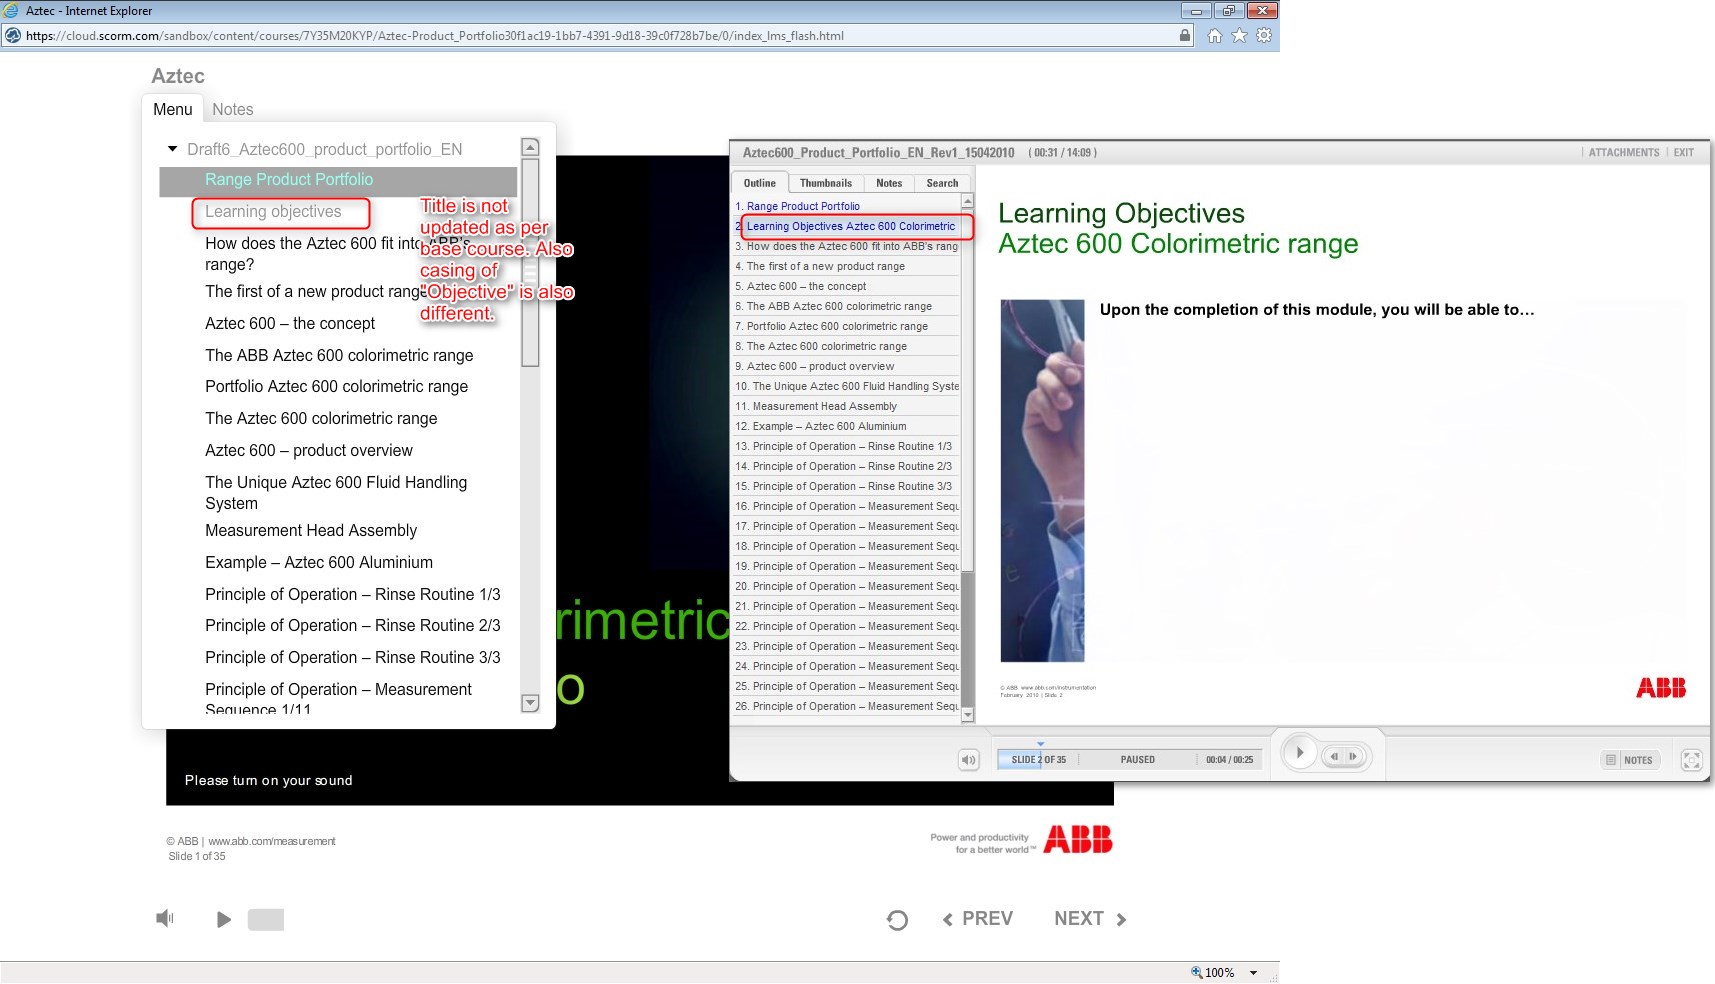 Aztec - Internet Explorer
https://cloud.scorm.com/sandbox/content/courses/7Y35M20KYP/Aztec-Product_Portfolio30f1ac19-1bb7-4391-9d18-39c0f728b7be/0/index_lms_flash.html
Aztec
Menu
Notes
Draft6_Aztec600_product_portfolio_EN
Range Product Portfolio
Learning objectives
How does the Aztec 600 fit into ABB's
range?
The first of a new product range
Aztec 600 – the concept
The ABB Aztec 600 colorimetric range
Portfolio Aztec 600 colorimetric range
The Aztec 600 colorimetric range
Aztec 600 – product overview
The Unique Aztec 600 Fluid Handling
System
Measurement Head Assembly
Example – Aztec 600 Aluminium
Principle of Operation – Rinse Routine 1/3
Principle of Operation – Rinse Routine 2/3
Principle of Operation – Rinse Routine 3/3
Principle of Operation – Measurement
Sequence 1/11
Title is not
updated as per
base course. Also
casing of
"Objective" is also
different.
rimetric
o
Please turn on your sound
© ABB | www.abb.com/measurement
Slide 1 of 35
Power and productivity
for a better world™
ABB
PREV
NEXT
100%
Aztec600_Product_Portfolio_EN_Rev1_15042010 ( 00:31 / 14:09 )
ATTACHMENTS
EXIT
Outline
Thumbnails
Notes
Search
1. Range Product Portfolio
2. Learning Objectives Aztec 600 Colorimetric
3. How does the Aztec 600 fit into ABB's rang
4. The first of a new product range
5. Aztec 600 – the concept
6. The ABB Aztec 600 colorimetric range
7. Portfolio Aztec 600 colorimetric range
8. The Aztec 600 colorimetric range
9. Aztec 600 – product overview
10. The Unique Aztec 600 Fluid Handling Syste
11. Measurement Head Assembly
12. Example – Aztec 600 Aluminium
13. Principle of Operation – Rinse Routine 1/3
14. Principle of Operation – Rinse Routine 2/3
15. Principle of Operation – Rinse Routine 3/3
16. Principle of Operation – Measurement Sequ
17. Principle of Operation – Measurement Sequ
18. Principle of Operation – Measurement Sequ
19. Principle of Operation – Measurement Sequ
20. Principle of Operation – Measurement Sequ
21. Principle of Operation – Measurement Sequ
22. Principle of Operation – Measurement Sequ
23. Principle of Operation – Measurement Sequ
24. Principle of Operation – Measurement Sequ
25. Principle of Operation – Measurement Sequ
26. Principle of Operation – Measurement Sequ
Learning Objectives
Aztec 600 Colorimetric range
Upon the completion of this module, you will be able to…
© ABB www.abb.com/instrumentation
February 2010 | Slide 2
ABB
SLIDE 2 OF 35
PAUSED
00:04 / 00:25
NOTES